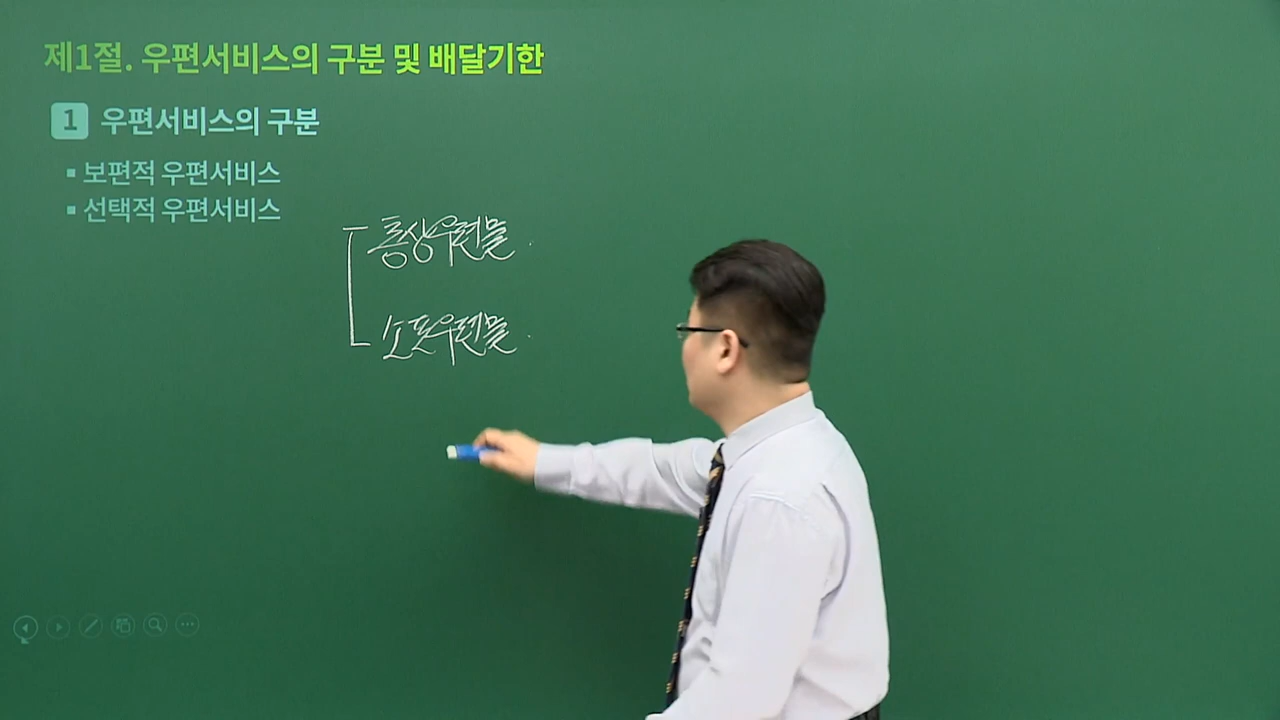 제1절. 우편서비스의 구분 및 배달기한
1 우편서비스의 구분
▪ 보편적 우편서비스
▪ 선택적 우편서비스
통상우편물.
소포우편물.